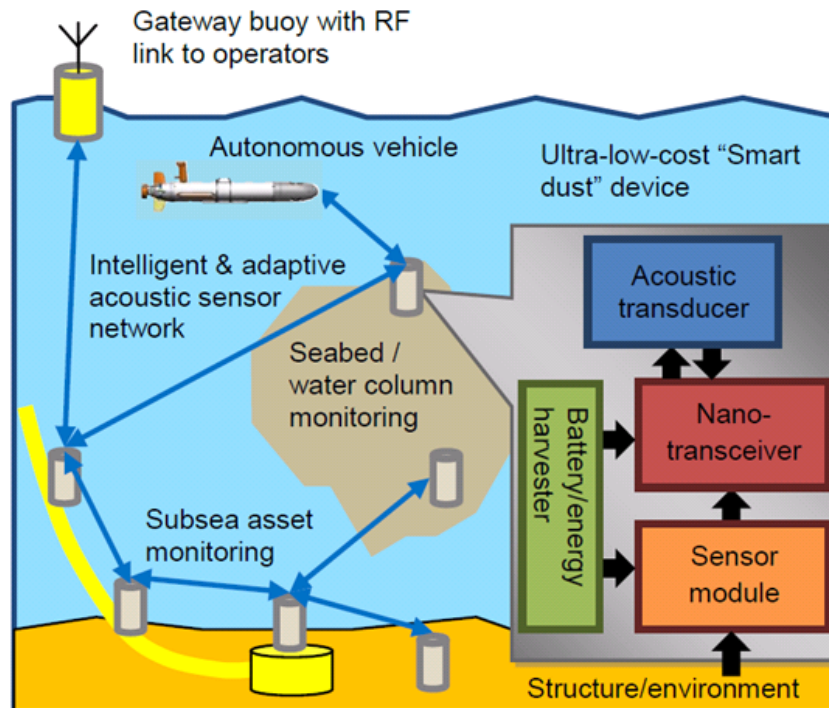 Gateway buoy with RF
link to operators
Autonomous vehicle
Ultra-low-cost “Smart
dust” device
Intelligent & adaptive
acoustic sensor
network
Acoustic
transducer
Seabed /
water column
monitoring
Battery/energy
harvester
Nano-
transceiver
Subsea asset
monitoring
Sensor
module
Structure/environment